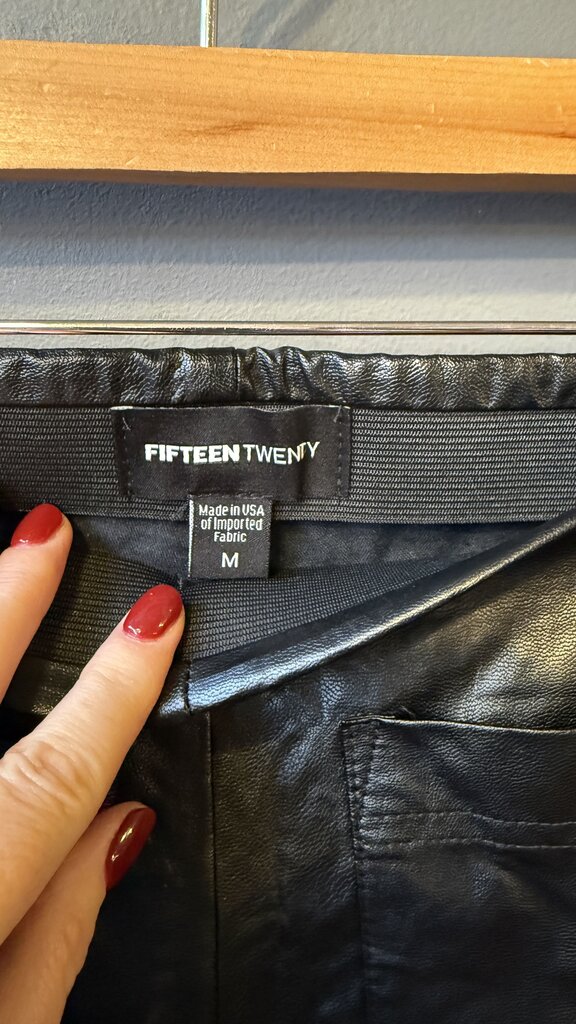 FIFTEEN TWENTY
Made in USA
of Imported
Fabric
M